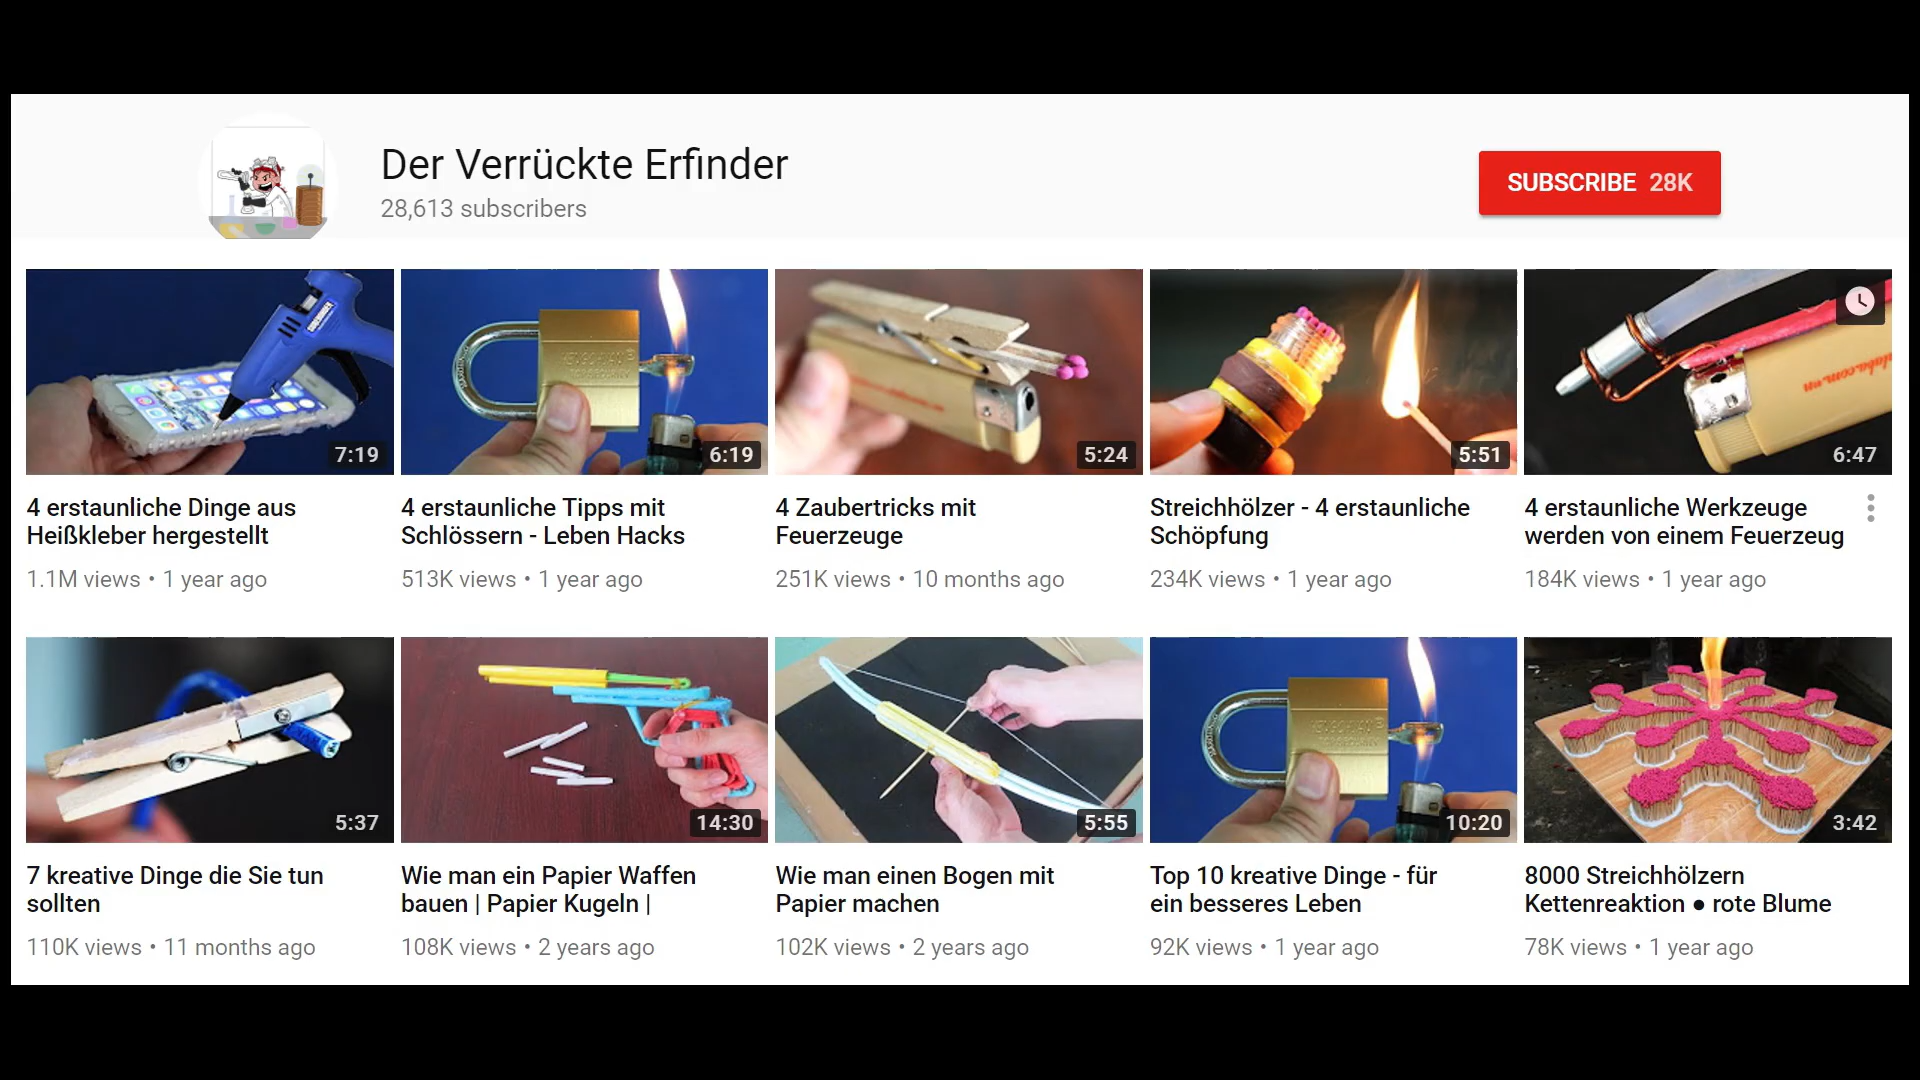 Der Verrückte Erfinder
28,613 subscribers
SUBSCRIBE 28K
7:19
6:19
5:24
5:51
6:47
4 erstaunliche Dinge aus
Heißkleber hergestellt
1.1M views • 1 year ago
4 erstaunliche Tipps mit
Schlössern - Leben Hacks
513K views • 1 year ago
4 Zaubertricks mit
Feuerzeuge
251K views • 10 months ago
Streichhölzer - 4 erstaunliche
Schöpfung
234K views • 1 year ago
4 erstaunliche Werkzeuge
werden von einem Feuerzeug
184K views • 1 year ago
5:37
14:30
5:55
10:20
3:42
7 kreative Dinge die Sie tun
sollten
110K views • 11 months ago
Wie man ein Papier Waffen
bauen | Papier Kugeln |
108K views • 2 years ago
Wie man einen Bogen mit
Papier machen
102K views • 2 years ago
Top 10 kreative Dinge - für
ein besseres Leben
92K views • 1 year ago
8000 Streichhölzern
Kettenreaktion ● rote Blume
78K views • 1 year ago